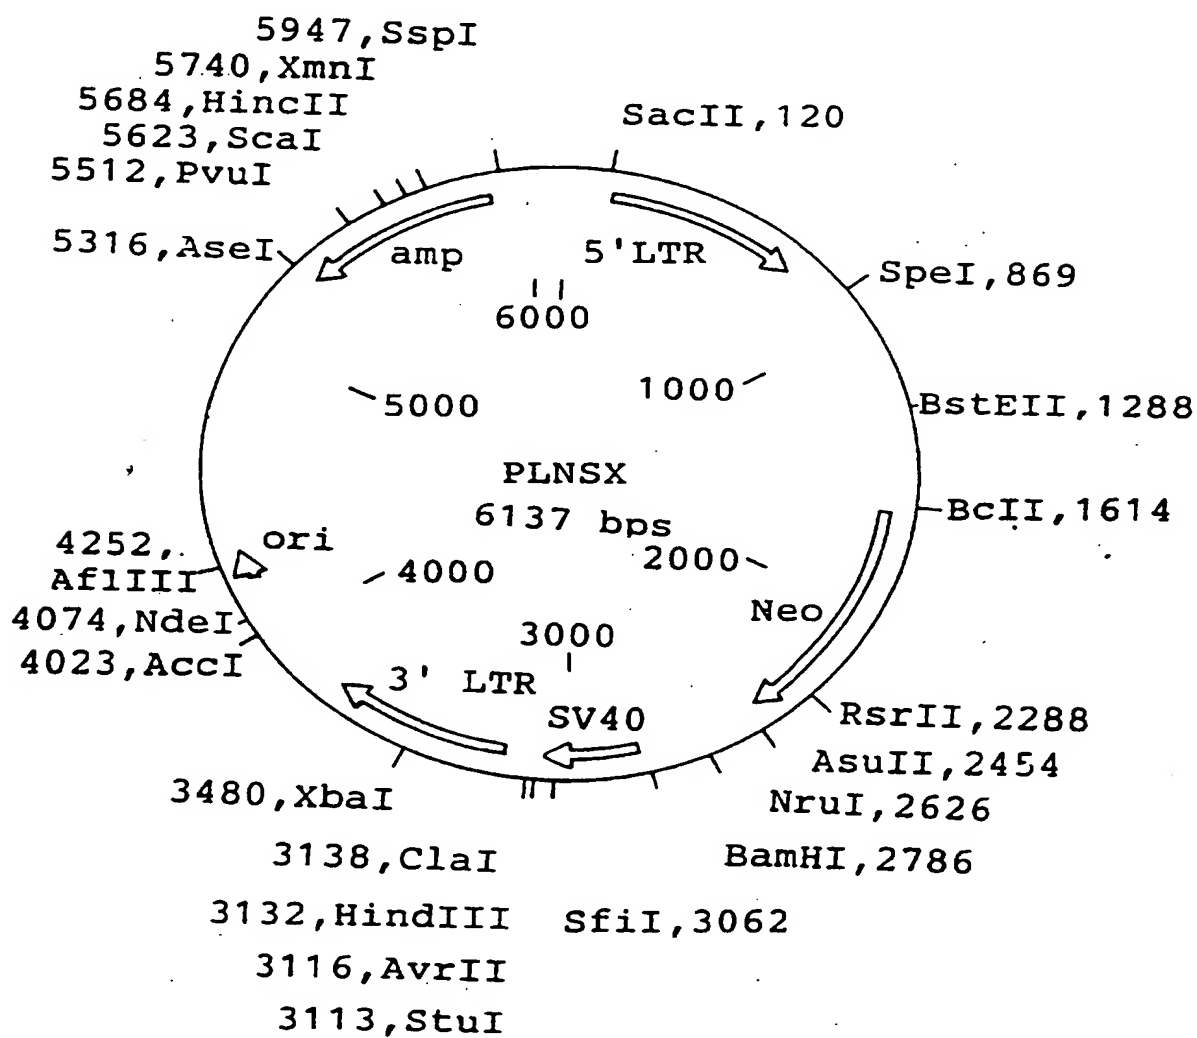 5947,SspI
5740,XmnI
5684,HincII
5623,ScaI
5512,PvuI
5316,AseI
SacII,120
amp
5'LTR
6000
SpeI,869
5000
1000
BstEII,1288
PLNSX
6137 bps
BcII,1614
4252,
AflIII
ori
4000
2000
4074,NdeI
4023,AccI
Neo
3000
3' LTR
SV40
RsrII,2288
AsuII,2454
NruI,2626
BamHI,2786
3480,XbaI
3138,ClaI
3132,HindIII
SfiI,3062
3116,AvrII
3113,StuI